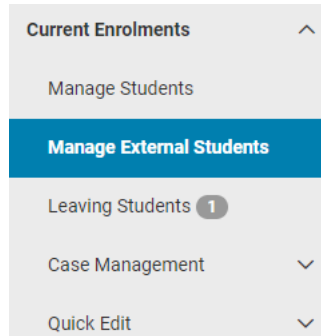 Current Enrolments
Manage Students
Manage External Students
Leaving Students 1
Case Management
Quick Edit